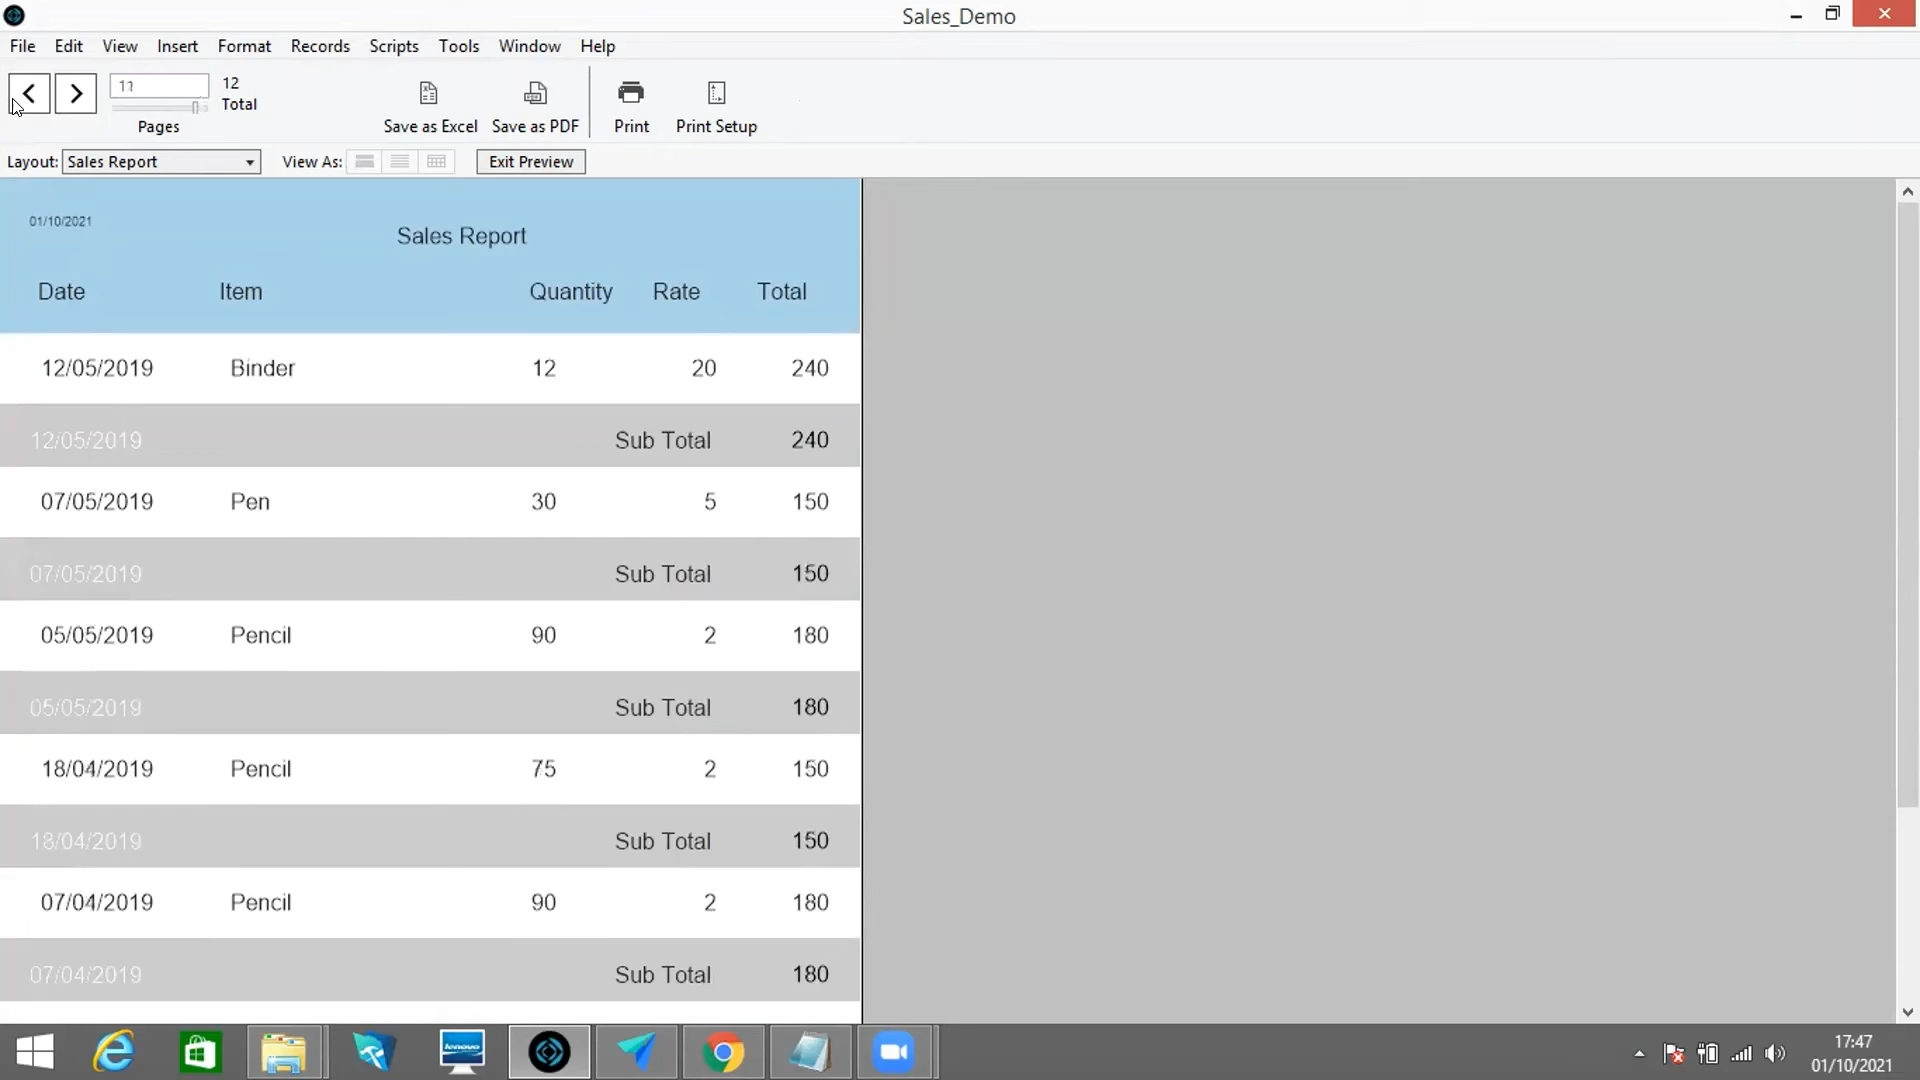 Sales_Demo
File Edit View Insert Format Records Scripts Tools Window Help
11
12
Total
Pages
Save as Excel Save as PDF Print Print Setup
Layout: Sales Report View As: Exit Preview
01/10/2021
Sales Report
Date Item Quantity Rate Total
12/05/2019 Binder 12 20 240
12/05/2019 Sub Total 240
07/05/2019 Pen 30 5 150
07/05/2019 Sub Total 150
05/05/2019 Pencil 90 2 180
05/05/2019 Sub Total 180
18/04/2019 Pencil 75 2 150
18/04/2019 Sub Total 150
07/04/2019 Pencil 90 2 180
07/04/2019 Sub Total 180
lenovo
17:47
01/10/2021